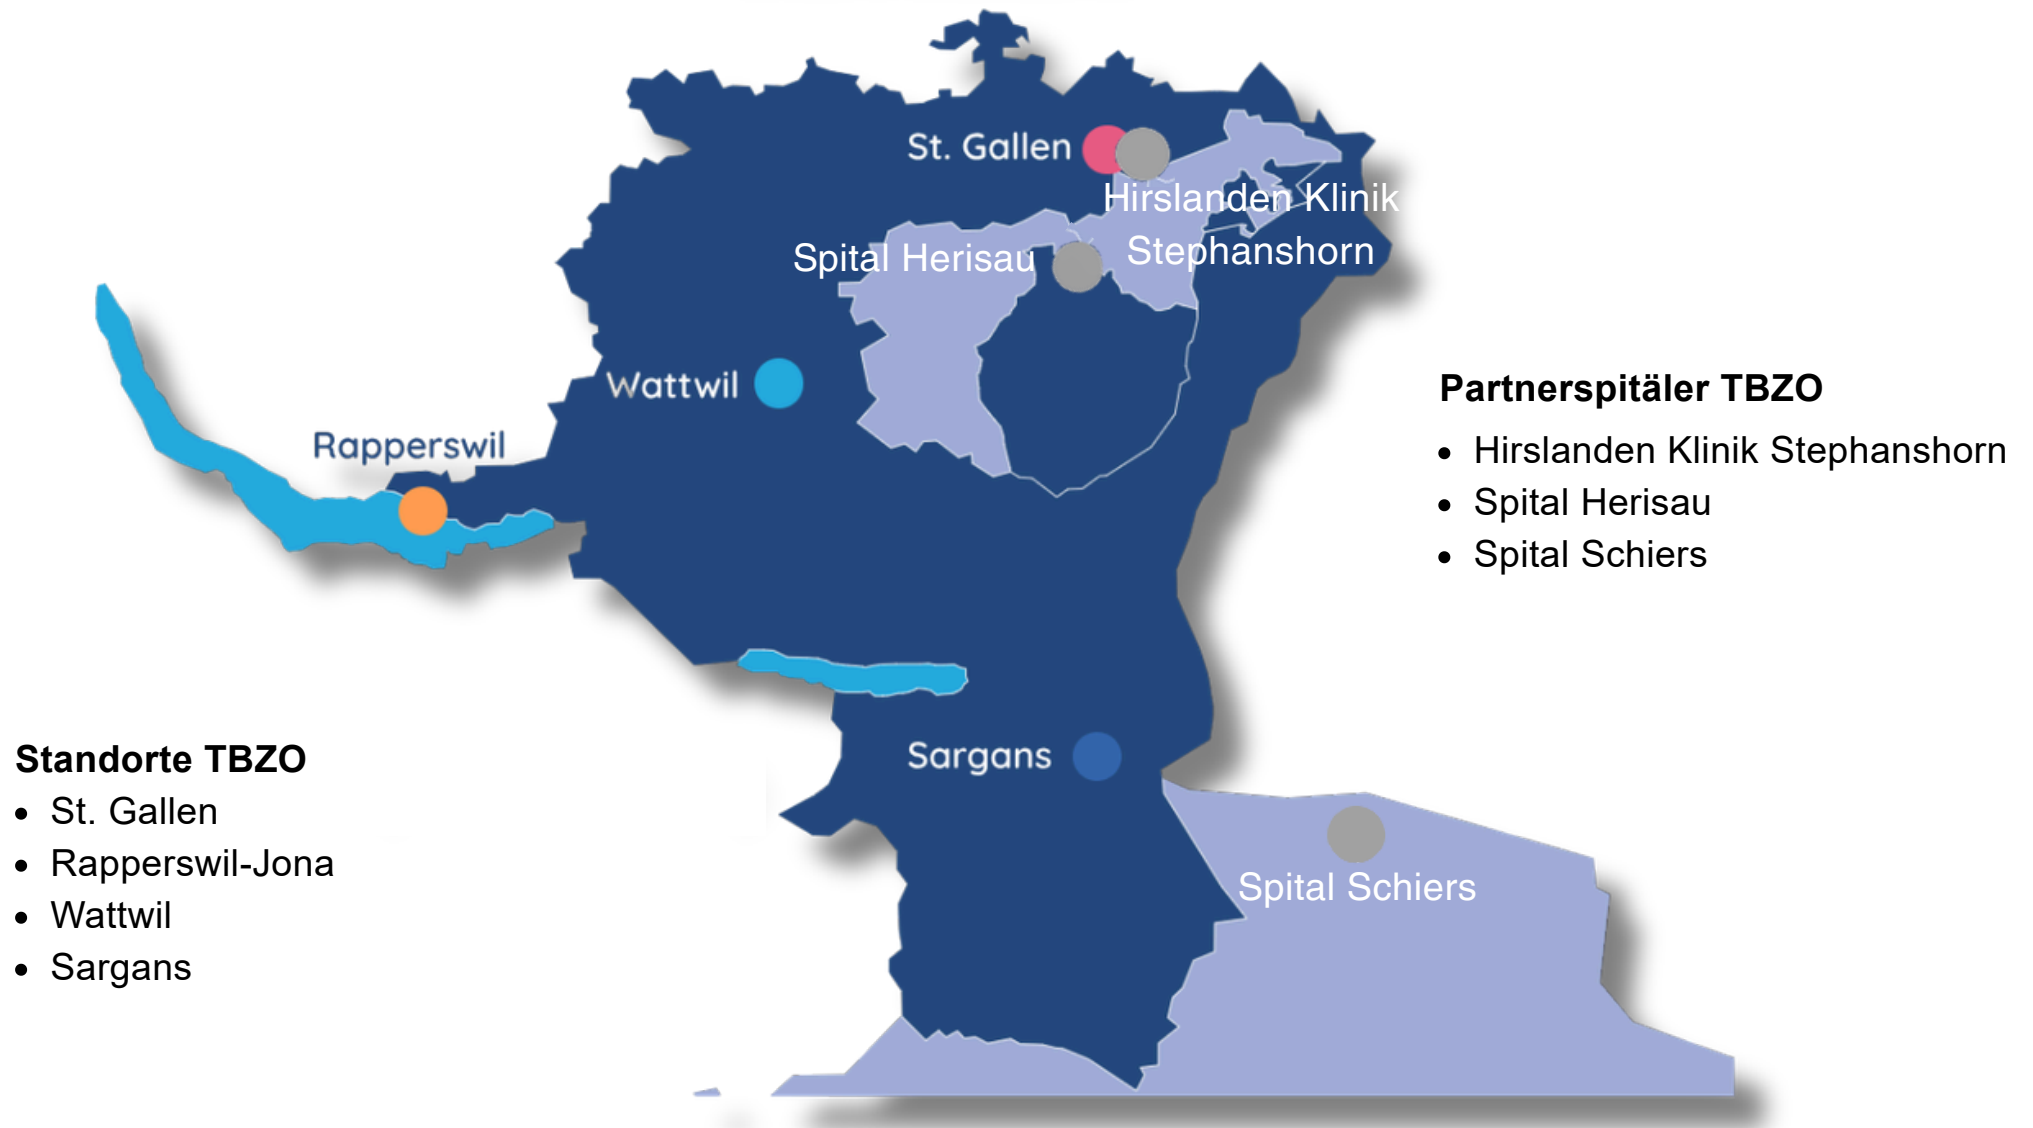 St. Gallen
Hirslanden Klinik
Stephanshorn
Spital Herisau
Wattwil
Rapperswil
Sargans
Spital Schiers
Partnerspitäler TBZO
• Hirslanden Klinik Stephanshorn
• Spital Herisau
• Spital Schiers
Standorte TBZO
• St. Gallen
• Rapperswil-Jona
• Wattwil
• Sargans